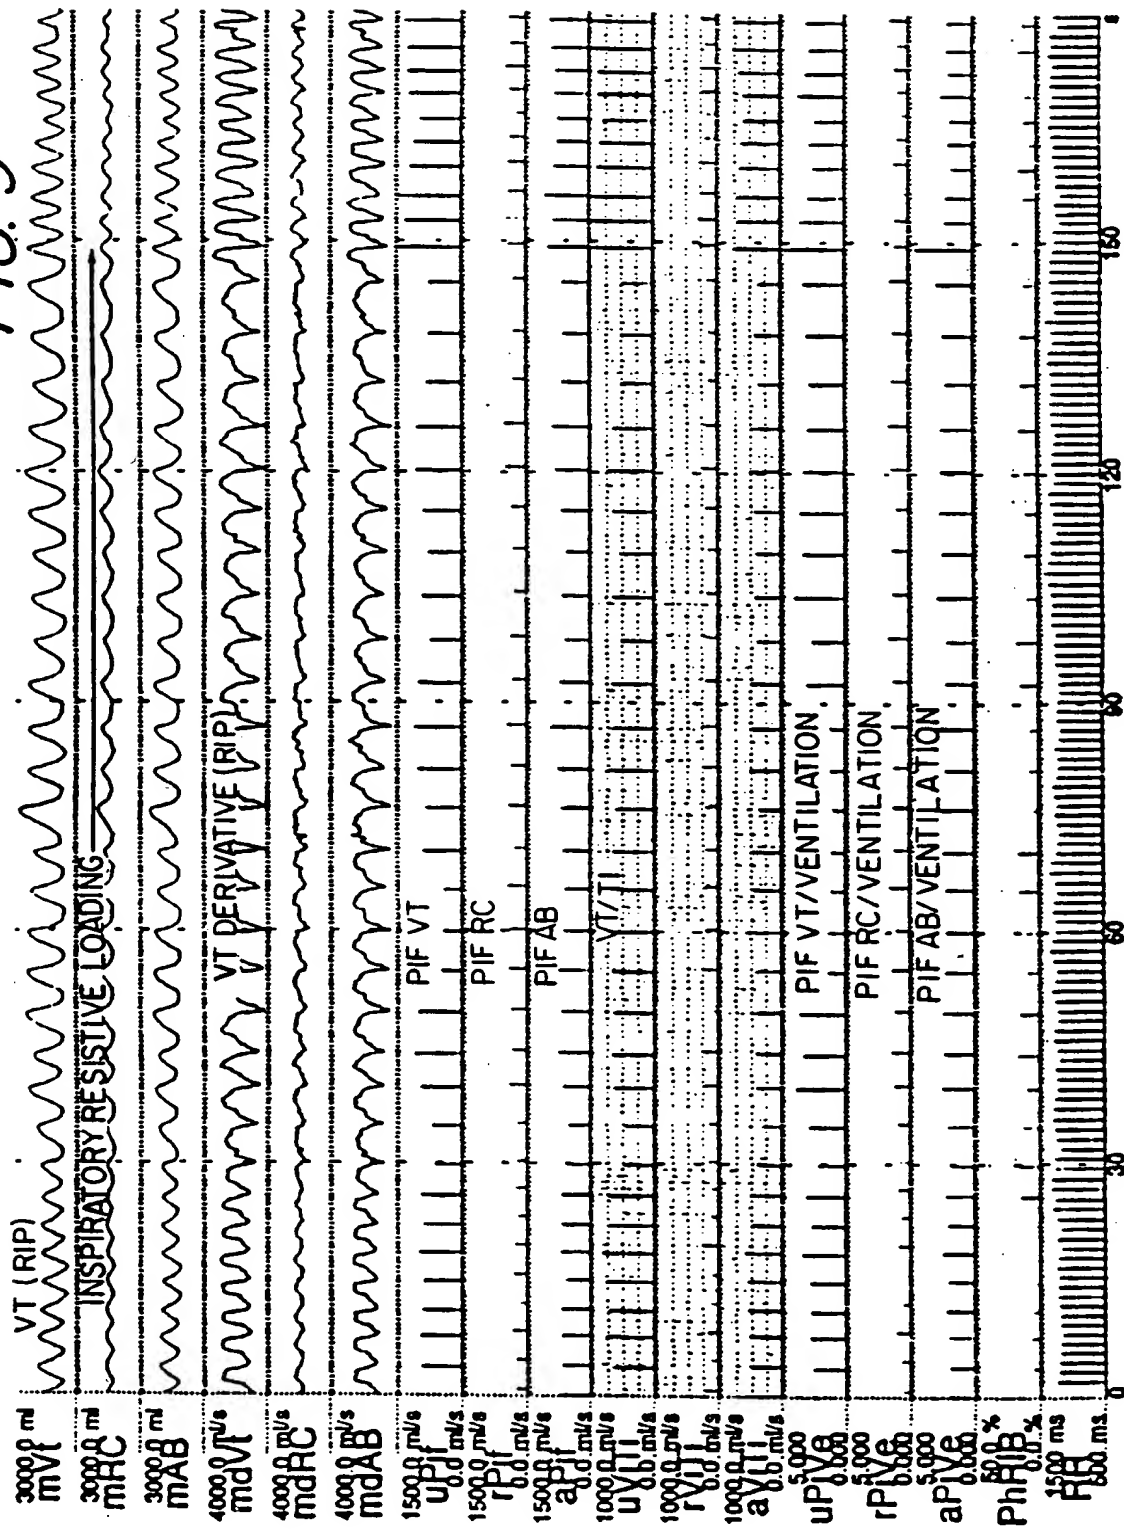 FIG. 9
VT (RIP)
3000.0 ml
mVt
INSPIRATORY RESISTIVE LOADING
3000.0 ml
mRC
3000.0 ml
mAB
VT DERIVATIVE (RIP)
4000.0 ml/s
mdVt
4000.0 ml/s
mdRC
4000.0 ml/s
mdAB
PIF VT
1500.0 ml/s
uPif
0.0 ml/s
PIF RC
1500.0 ml/s
rPif
0.0 ml/s
PIF AB
1500.0 ml/s
aPif
0.0 ml/s
VT/TI
1000.0 ml/s
0.0 ml/s
1000.0 ml/s
0.0 ml/s
1000.0 ml/s
0.0 ml/s
PIF VT/VENTILATION
5.000
uPiVe
0.000
PIF RC/VENTILATION
5.000
rPiVe
0.000
PIF AB/VENTILATION
5.000
aPiVe
0.000
50.0 %
PhRIB
0.0 %
1500 ms
RR
600 ms
0 30 60 90 120 150 s